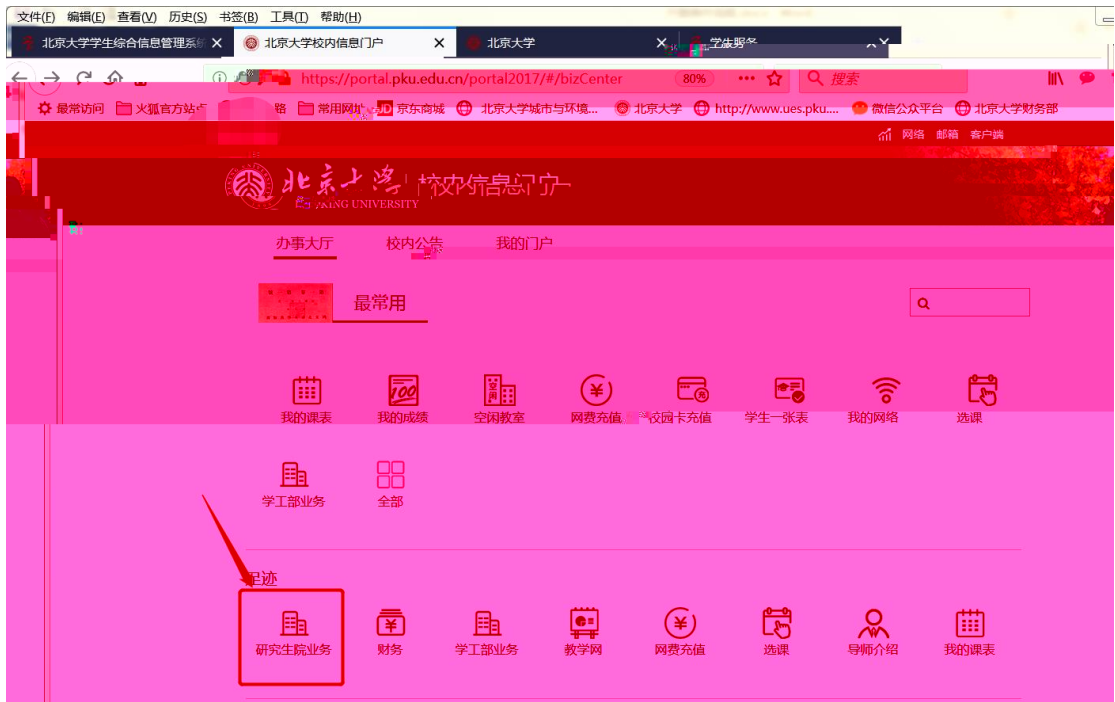 文件(F) 编辑(E) 查看(V) 历史(S) 书签(B) 工具(T) 帮助(H)
北京大学学生综合信息管理系统 北京大学校内信息门户 北京大学
https://portal.pku.edu.cn/portal2017/#/bizCenter 80% 搜索
最常访问 火狐官方站点 常用网址 JD 京东商城 北京大学城市与环境... 北京大学 http://www.ues.pku.... 微信公众平台 北京大学财务部
网络 邮箱 客户端
北京大学 校内信息门户
UNIVERSITY
办事大厅 校内公告 我的门户
最常用
我的课表 我的成绩 空闲教室 网费充值 校园卡充值 学生一张表 我的网络 选课
学工部业务 全部
足迹
研究生院业务 财务 学工部业务 教学网 网费充值 选课 导师介绍 我的课表